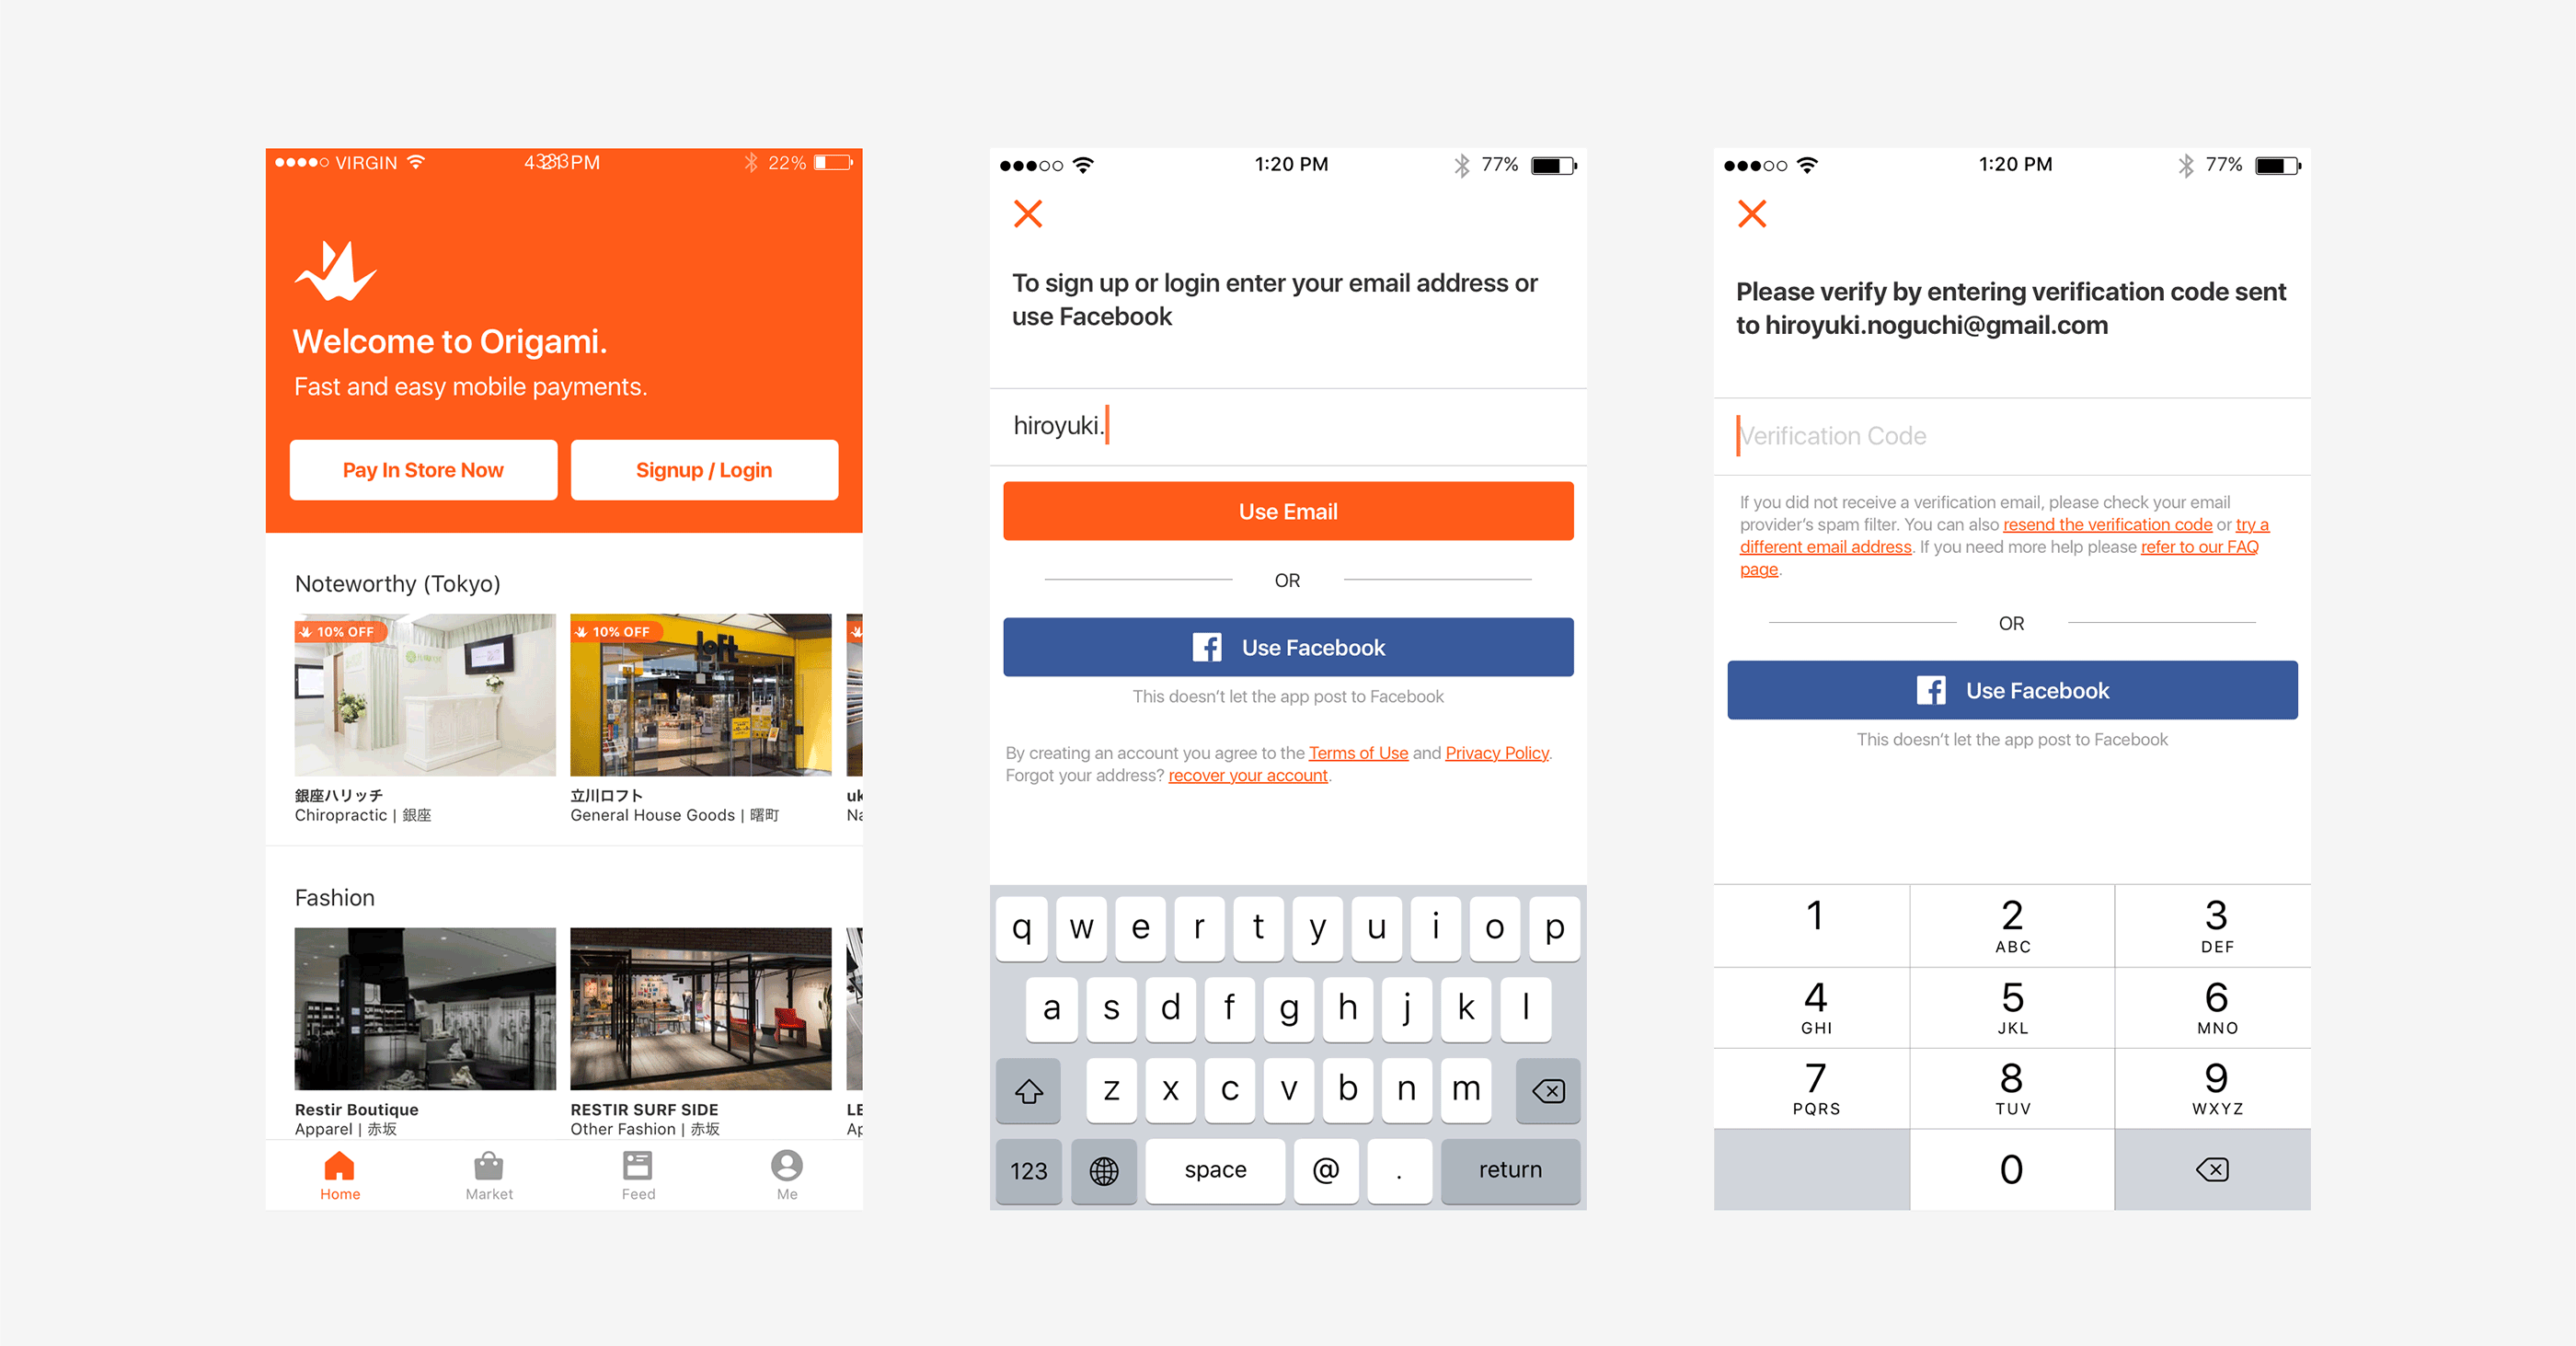 VIRGIN
22%
Welcome to Origami.
Fast and easy mobile payments.
Pay In Store Now
Signup / Login
Noteworthy (Tokyo)
10% OFF
10% OFF
LOFT
銀座ハリッチ
Chiropractic | 銀座
立川ロフト
General House Goods | 曙町
uk
Na
Fashion
Restir Boutique
Apparel | 赤坂
RESTIR SURF SIDE
Other Fashion | 赤坂
LE
Ap
Home
Market
Feed
Me
1:20 PM
77%
To sign up or login enter your email address or
use Facebook
hiroyuki.
Use Email
OR
Use Facebook
This doesn't let the app post to Facebook
By creating an account you agree to the Terms of Use and Privacy Policy.
Forgot your address? recover your account.
q w e r t y u i o p
a s d f g h j k l
z x c v b n m
123 space @ . return
1:20 PM
77%
Please verify by entering verification code sent
to hiroyuki.noguchi@gmail.com
Verification Code
If you did not receive a verification email, please check your email
provider's spam filter. You can also resend the verification code or try a
different email address. If you need more help please refer to our FAQ
page.
OR
Use Facebook
This doesn't let the app post to Facebook
1 2 3
ABC DEF
4 5 6
GHI JKL MNO
7 8 9
PQRS TUV WXYZ
0